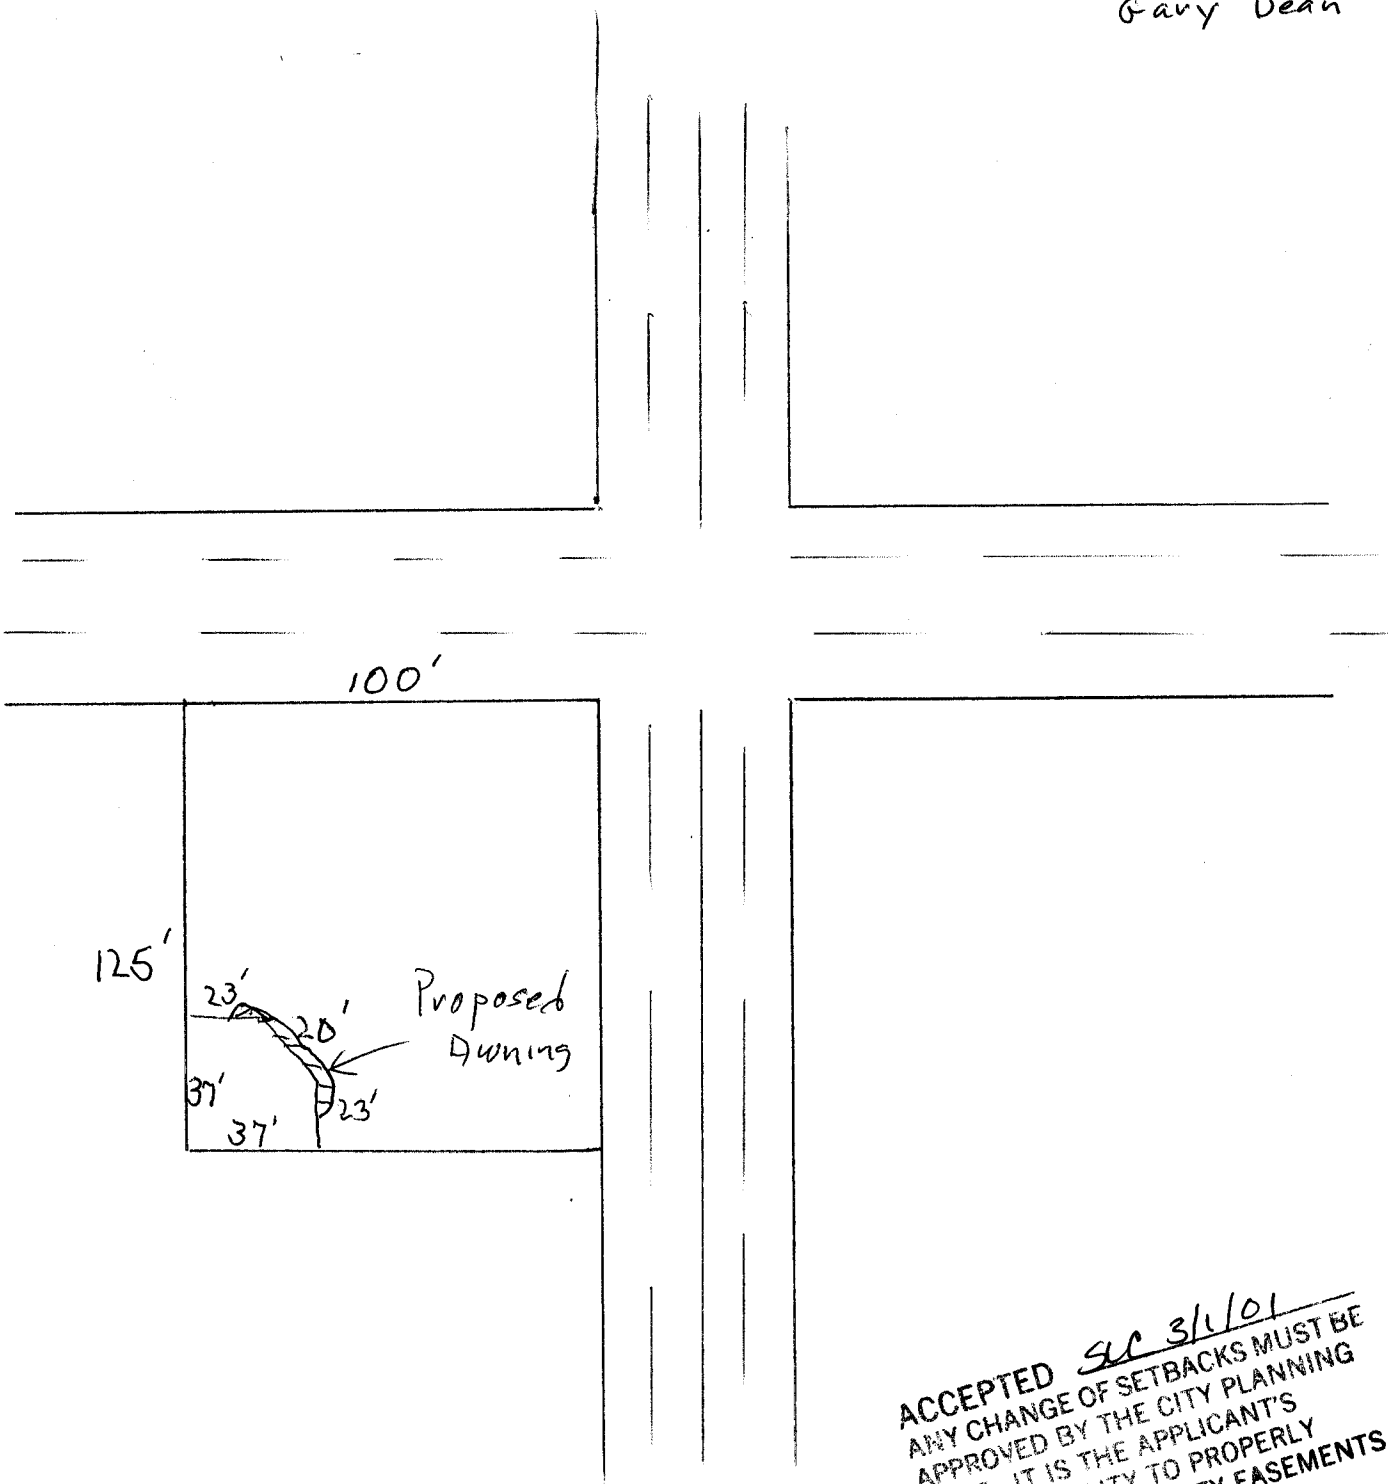 Gary Dean
100'
125'
23'
20'
Proposed
Awning
37'
23'
37'
ACCEPTED SLC 3/1/01
ANY CHANGE OF SETBACKS MUST BE
APPROVED BY THE CITY PLANNING
IT IS THE APPLICANT'S
TO PROPERLY
EASEMENTS